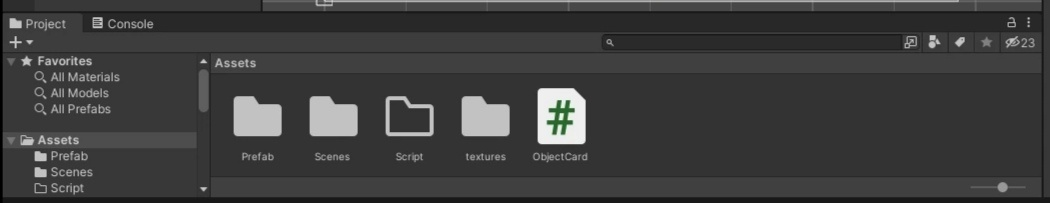 Project
Console
23
Favorites
All Materials
All Models
All Prefabs
Assets
Prefab
Scenes
Script
Assets
Prefab
Scenes
Script
textures
#
ObjectCard